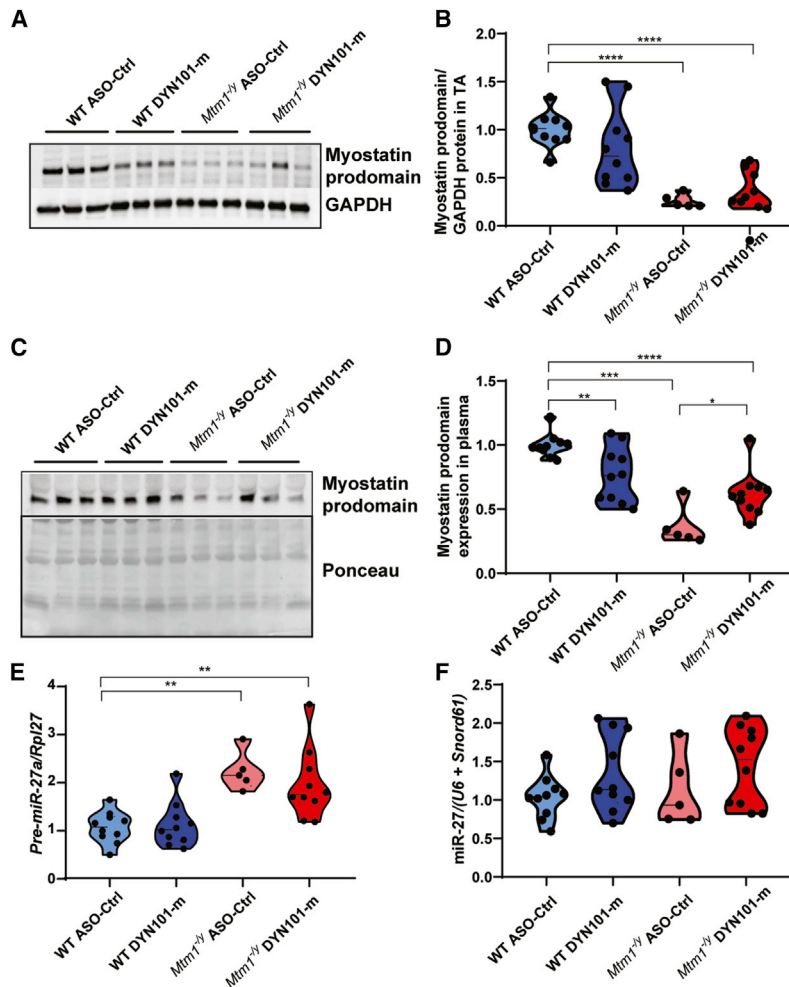 A
WT ASO-Ctrl
WT DYN101-m
Mtm1-/y ASO-Ctrl
Mtm1-/y DYN101-m
Myostatin
prodomain
GAPDH
B
****
****
Myostatin prodomain/
GAPDH protein in TA
2.0
1.5
1.0
0.5
0.0
WT ASO-Ctrl
WT DYN101-m
Mtm1-/y ASO-Ctrl
Mtm1-/y DYN101-m
C
WT ASO-Ctrl
WT DYN101-m
Mtm1-/y ASO-Ctrl
Mtm1-/y DYN101-m
Myostatin
prodomain
Ponceau
D
****
***
**
*
Myostatin prodomain
expression in plasma
1.5
1.0
0.5
0.0
WT ASO-Ctrl
WT DYN101-m
Mtm1-/y ASO-Ctrl
Mtm1-/y DYN101-m
E
**
**
Pre-miR-27a/Rpl27
4
3
2
1
0
WT ASO-Ctrl
WT DYN101-m
Mtm1-/y ASO-Ctrl
Mtm1-/y DYN101-m
F
miR-27/(U6 + Snord61)
2.5
2.0
1.5
1.0
0.5
0.0
WT ASO-Ctrl
WT DYN101-m
Mtm1-/y ASO-Ctrl
Mtm1-/y DYN101-m